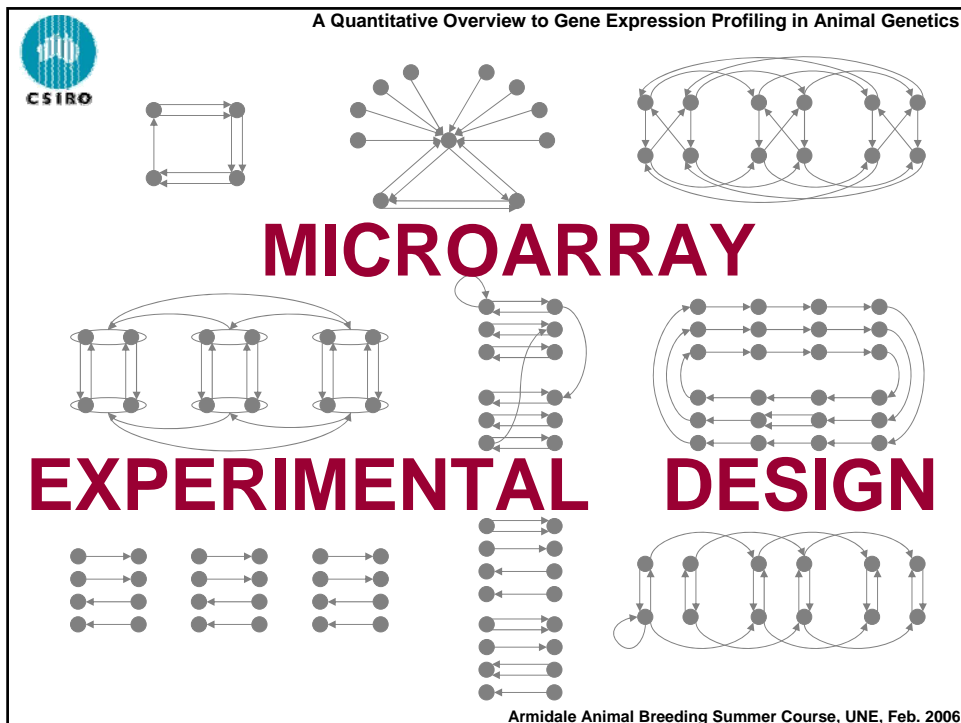 A Quantitative Overview to Gene Expression Profiling in Animal Genetics
CSIRO
MICROARRAY
EXPERIMENTAL DESIGN
Armidale Animal Breeding Summer Course, UNE, Feb. 2006